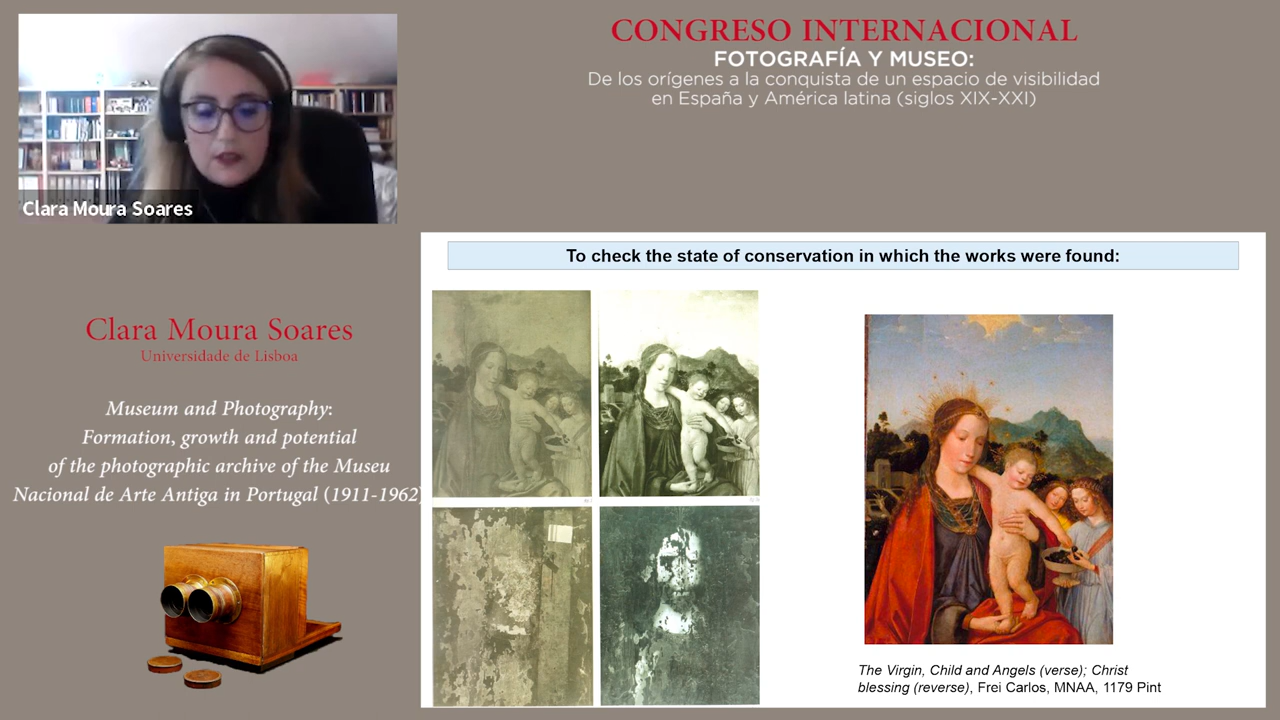 CONGRESO INTERNACIONAL
FOTOGRAFÍA Y MUSEO:
De los orígenes a la conquista de un espacio de visibilidad
en España y América latina (siglos XIX-XXI)
Clara Moura Soares
To check the state of conservation in which the works were found:
Clara Moura Soares
Universidade de Lisboa
Museum and Photography:
Formation, growth and potential
of the photographic archive of the Museu
Nacional de Arte Antiga in Portugal (1911-1962)
The Virgin, Child and Angels (verse); Christ
blessing (reverse), Frei Carlos, MNAA, 1179 Pint